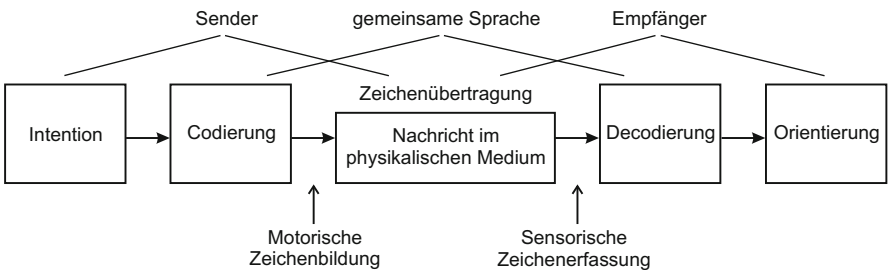 Sender
gemeinsame Sprache
Empfänger
Zeichenübertragung
Intention
Codierung
Nachricht im
physikalischen Medium
Decodierung
Orientierung
Motorische
Zeichenbildung
Sensorische
Zeichenerfassung